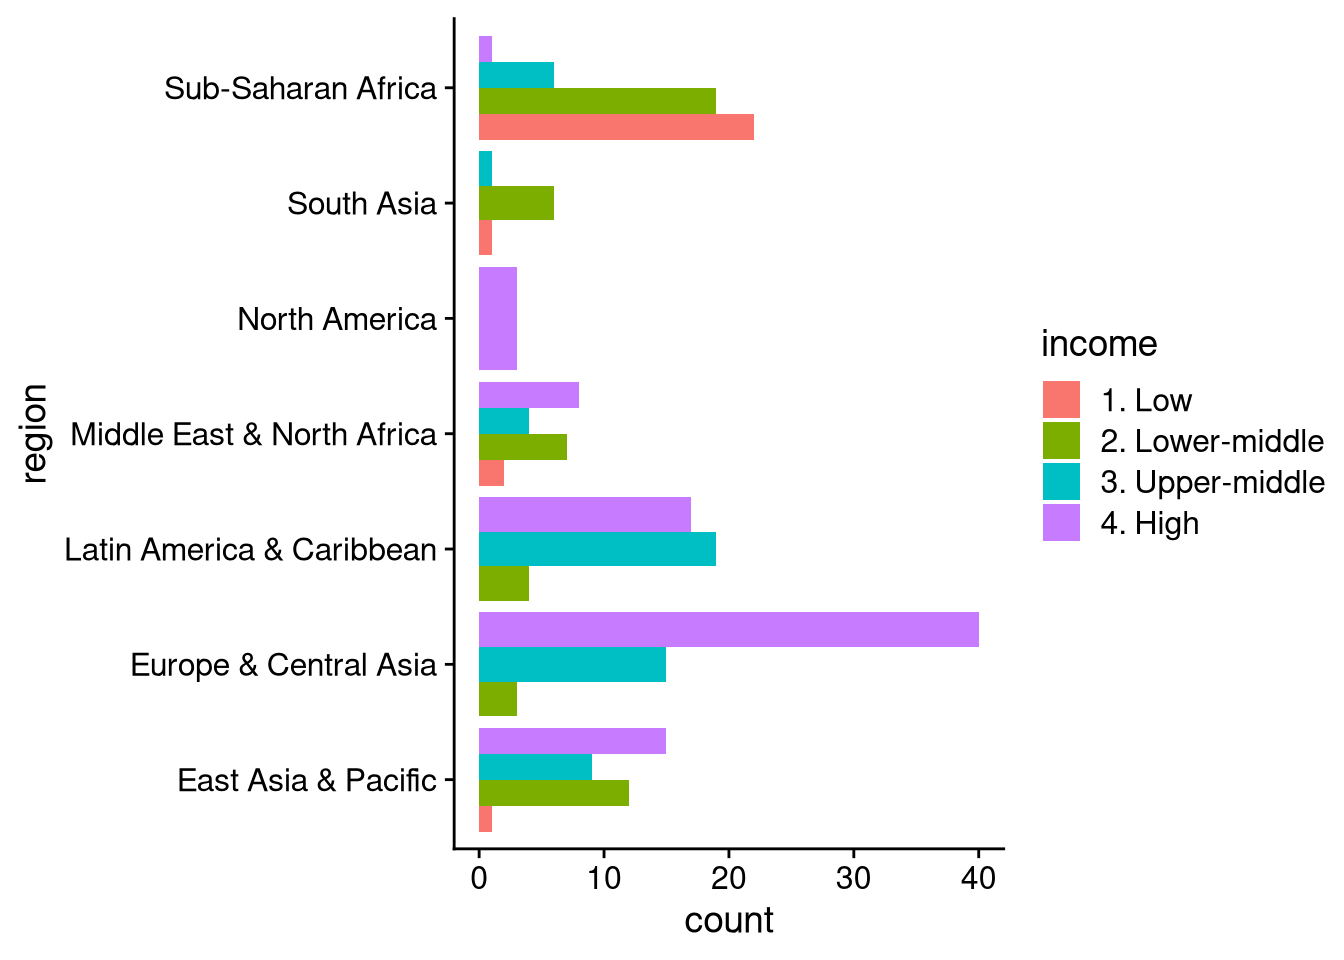 Sub-Saharan Africa
South Asia
North America
Middle East & North Africa
Latin America & Caribbean
Europe & Central Asia
East Asia & Pacific
region
0 10 20 30 40
count
income
1. Low
2. Lower-middle
3. Upper-middle
4. High